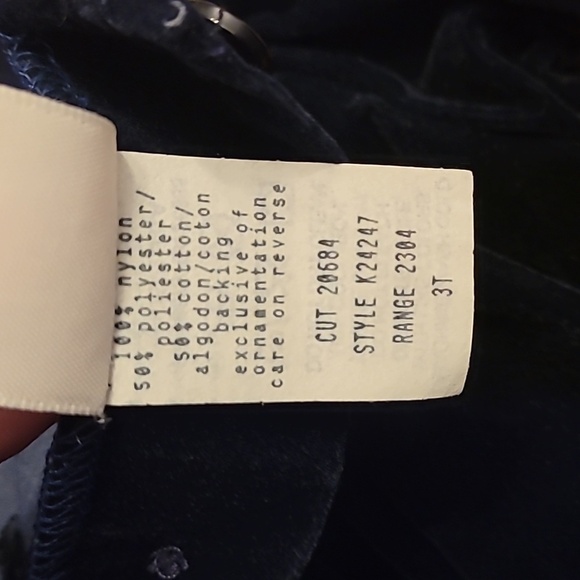 100% nylon
50% polyester/
poliester
50% cotton/
algodon/coton
backing
exclusive of
ornamentation
care on reverse
CUT 20684
STYLE K24247
RANGE 2304
3T